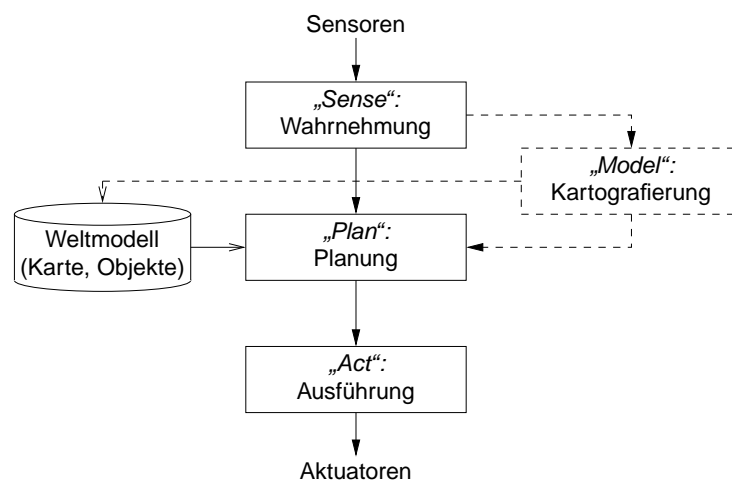 Sensoren
„Sense“:
Wahrnehmung
„Model“:
Kartografierung
Weltmodell
(Karte, Objekte)
„Plan“:
Planung
„Act“:
Ausführung
Aktuatoren